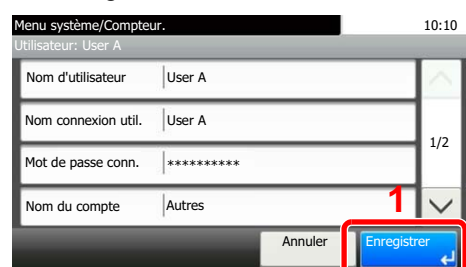 Menu système/Compteur.
10:10
Utilisateur: User A
Nom d'utilisateur User A
Nom connexion util. User A
1/2
Mot de passe conn. **********
Nom du compte Autres
1
Annuler Enregistrer